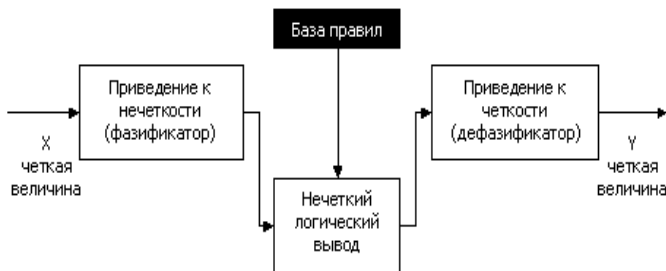 База правил
Приведение к
нечеткости
(фазификатор)
Приведение к
четкости
(дефазификатор)
X
четкая
величина
Y
четкая
величина
Нечеткий
логический
вывод